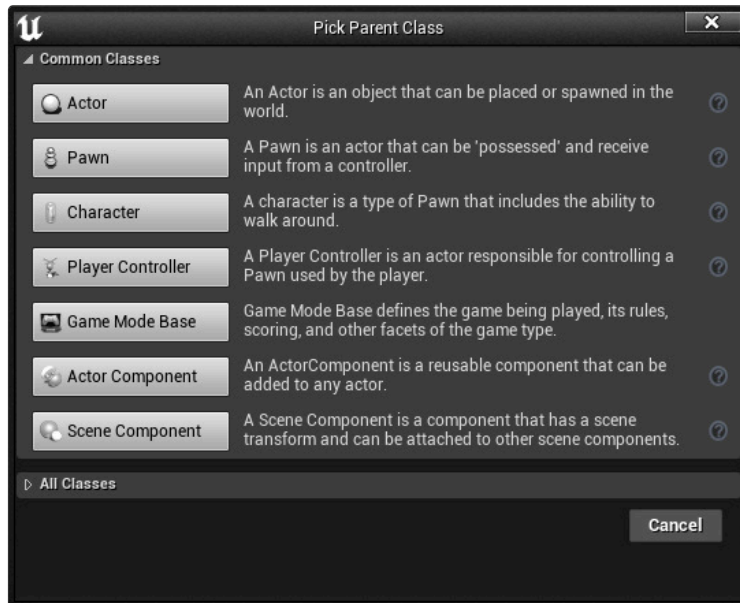 Pick Parent Class
Common Classes
Actor
An Actor is an object that can be placed or spawned in the
world.
Pawn
A Pawn is an actor that can be 'possessed' and receive
input from a controller.
Character
A character is a type of Pawn that includes the ability to
walk around.
Player Controller
A Player Controller is an actor responsible for controlling a
Pawn used by the player.
Game Mode Base
Game Mode Base defines the game being played, its rules,
scoring, and other facets of the game type.
Actor Component
An ActorComponent is a reusable component that can be
added to any actor.
Scene Component
A Scene Component is a component that has a scene
transform and can be attached to other scene components.
All Classes
Cancel